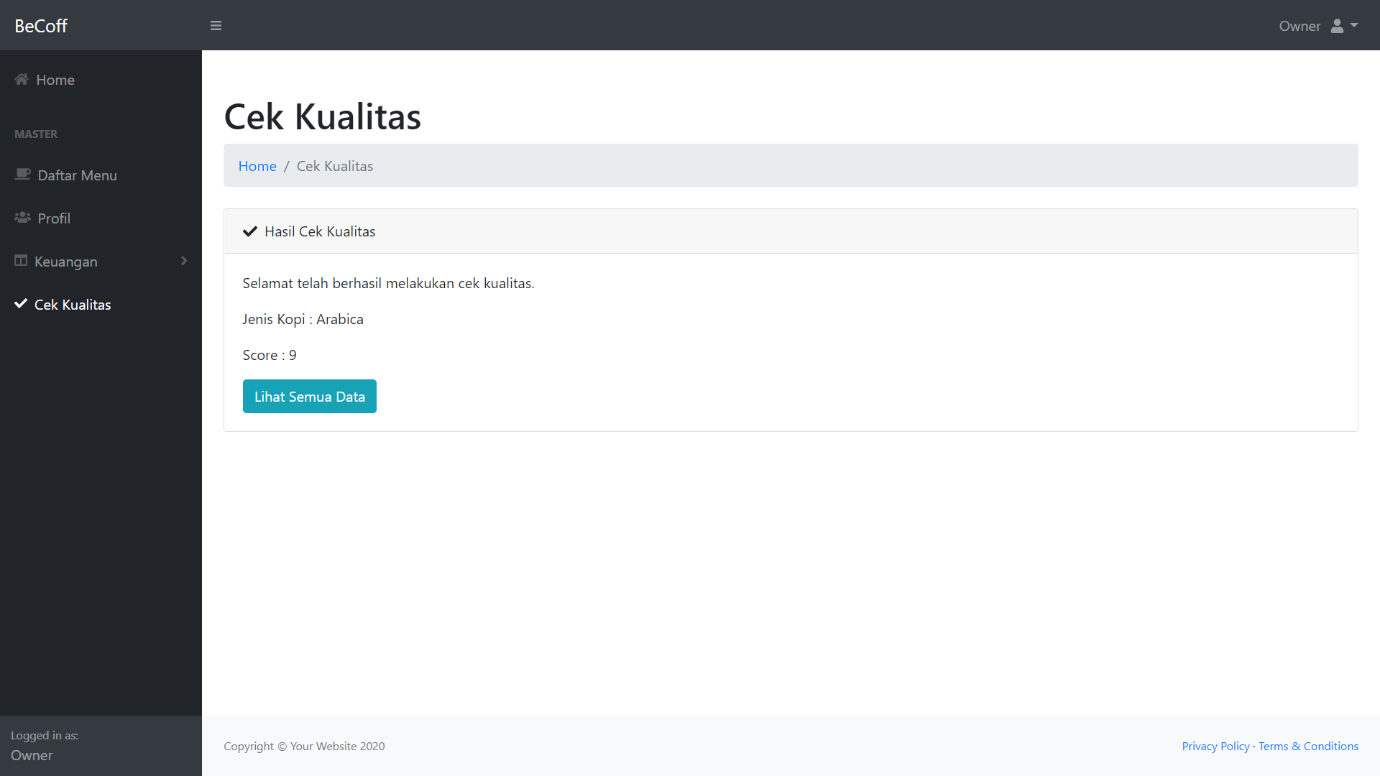 BeCoff
Owner
Home
MASTER
Daftar Menu
Profil
Keuangan
Cek Kualitas
Logged in as:
Owner
Cek Kualitas
Home / Cek Kualitas
Hasil Cek Kualitas
Selamat telah berhasil melakukan cek kualitas.
Jenis Kopi : Arabica
Score : 9
Lihat Semua Data
Copyright © Your Website 2020
Privacy Policy · Terms & Conditions